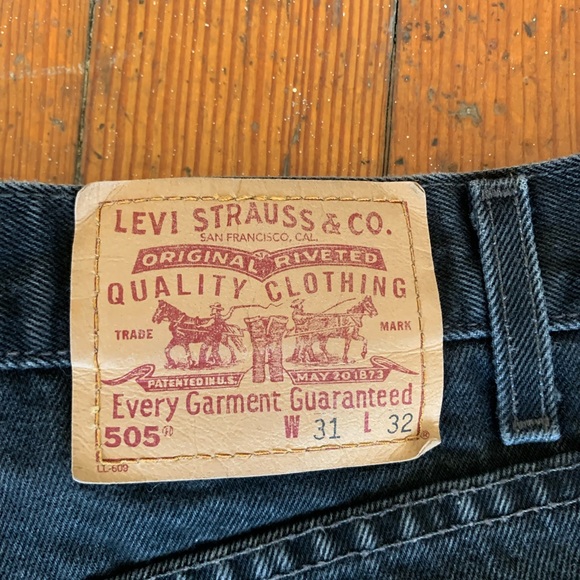 LEVI STRAUSS & CO.
SAN FRANCISCO, CAL.
ORIGINAL RIVETED
QUALITY CLOTHING
TRADE MARK
PATENTED IN U.S. MAY 20 1873
Every Garment Guaranteed
505 W 31 L 32 ®
LL-600